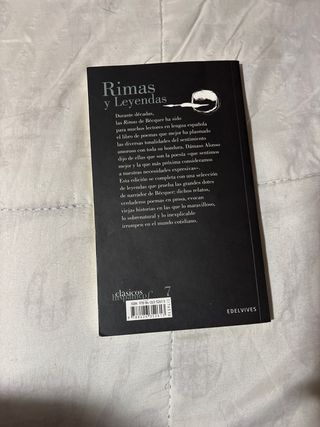 Rimas
y Leyendas
Durante décadas,
las Rimas de Bécquer ha sido
para muchos lectores en lengua española
el libro de poemas que mejor ha plasmado
las diversas tonalidades del sentimiento
amoroso con toda su hondura. Dámaso Alonso
dijo de ellas que son la poesía «que sentimos
mejor y la que más próxima consideramos
a nuestras necesidades expresivas».
Esta edición se completa con una selección
de leyendas que prueba las grandes dotes
de narrador de Bécquer; dichos relatos,
verdaderos poemas en prosa, evocan
viejas historias en las que lo maravilloso,
lo sobrenatural y lo inexplicable
irrumpen en el mundo cotidiano.
clásicos
hispánicos
7
EDELVIVES